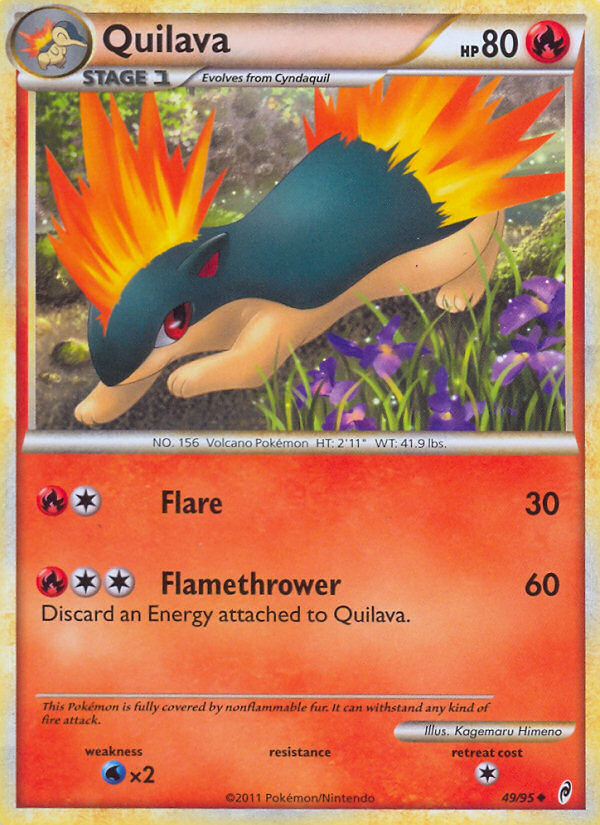 Quilava HP 80
STAGE 1 Evolves from Cyndaquil
NO. 156 Volcano Pokémon HT: 2'11" WT: 41.9 lbs.
Flare 30
Flamethrower 60
Discard an Energy attached to Quilava.
This Pokémon is fully covered by nonflammable fur. It can withstand any kind of
fire attack.
Illus. Kagemaru Himeno
weakness resistance retreat cost
×2
©2011 Pokémon/Nintendo 49/95